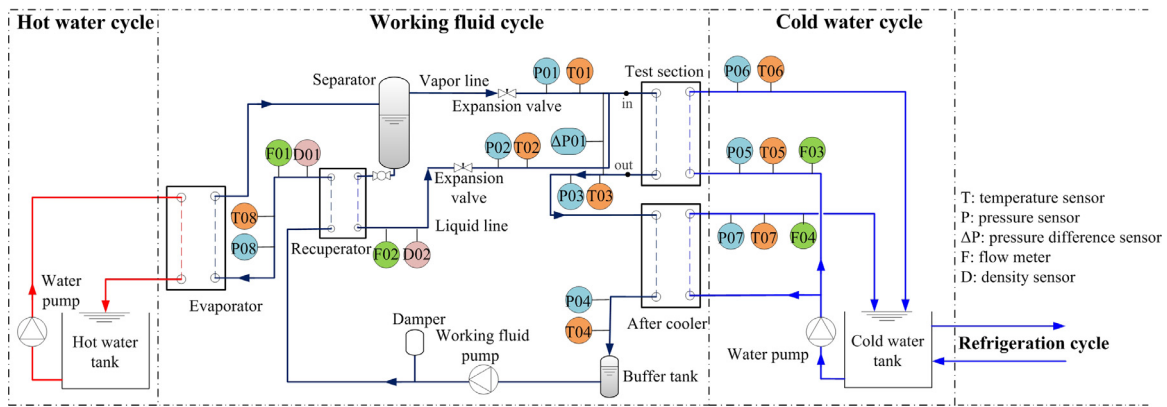 Hot water cycle
Working fluid cycle
Cold water cycle
Separator
Vapor line
P01
T01
Test section
P06
T06
Expansion valve
in
F01
D01
P02
T02
ΔP01
P05
T05
F03
out
Expansion
valve
P03
T03
T08
P08
Recuperator
Liquid line
F02
D02
P07
T07
F04
T: temperature sensor
P: pressure sensor
ΔP: pressure difference sensor
F: flow meter
D: density sensor
Water
pump
Evaporator
P04
T04
After cooler
Damper
Hot water
tank
Working fluid
pump
Buffer tank
Water pump
Cold water
tank
Refrigeration cycle